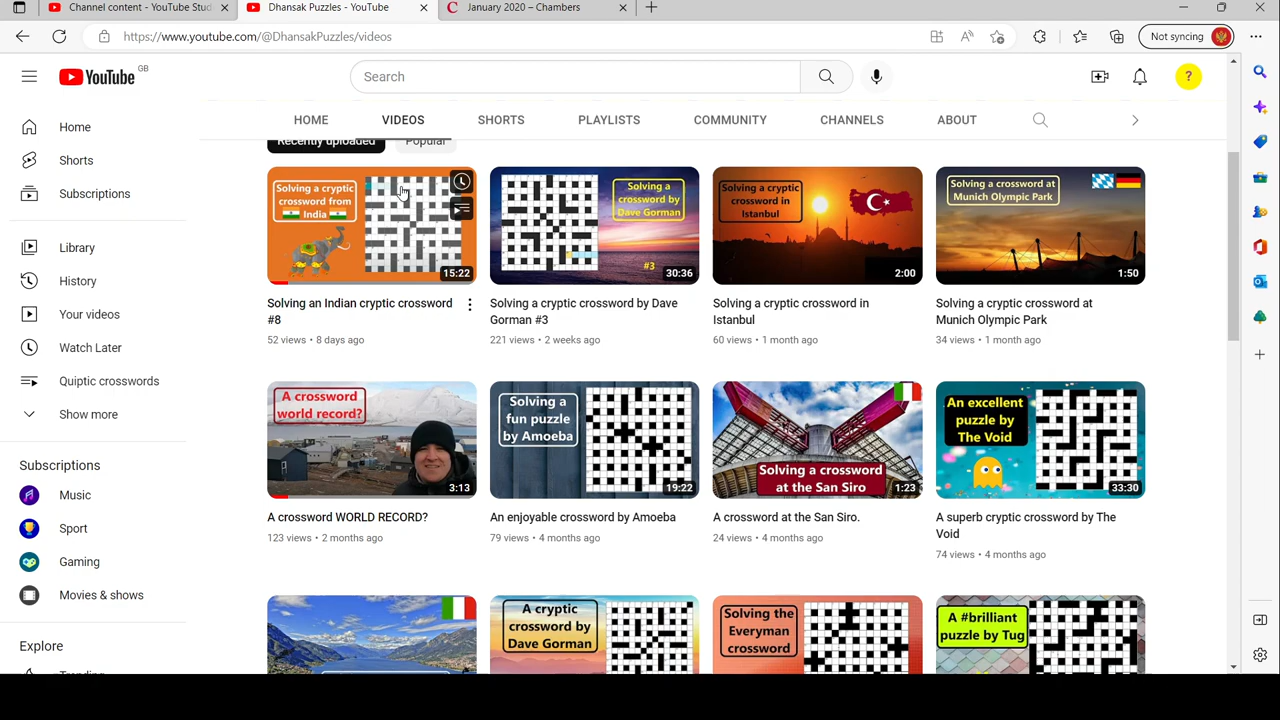 Channel content - YouTube Stud
Dhansak Puzzles - YouTube
January 2020 – Chambers
https://www.youtube.com/@DhansakPuzzles/videos
Not syncing
YouTube GB
Search
?
HOME
VIDEOS
SHORTS
PLAYLISTS
COMMUNITY
CHANNELS
ABOUT
Recently uploaded
Popular
Home
Shorts
Subscriptions
Library
History
Your videos
Watch Later
Quiptic crosswords
Show more
Subscriptions
Music
Sport
Gaming
Movies & shows
Explore
Solving a cryptic
crossword from
India
15:22
Solving an Indian cryptic crossword
#8
52 views • 8 days ago
Solving a
crossword by
Dave Gorman
#3
30:36
Solving a cryptic crossword by Dave
Gorman #3
221 views • 2 weeks ago
Solving a cryptic
crossword in
Istanbul
2:00
Solving a cryptic crossword in
Istanbul
60 views • 1 month ago
Solving a crossword at
Munich Olympic Park
1:50
Solving a cryptic crossword at
Munich Olympic Park
34 views • 1 month ago
A crossword
world record?
3:13
A crossword WORLD RECORD?
123 views • 2 months ago
Solving a
fun puzzle
by Amoeba
19:22
An enjoyable crossword by Amoeba
79 views • 4 months ago
Solving a crossword
at the San Siro
1:23
A crossword at the San Siro.
24 views • 4 months ago
An excellent
puzzle by
The Void
33:30
A superb cryptic crossword by The
Void
74 views • 4 months ago
A cryptic
crossword by
Dave Gorman
Solving the
Everyman
crossword
A #brilliant
puzzle by Tug